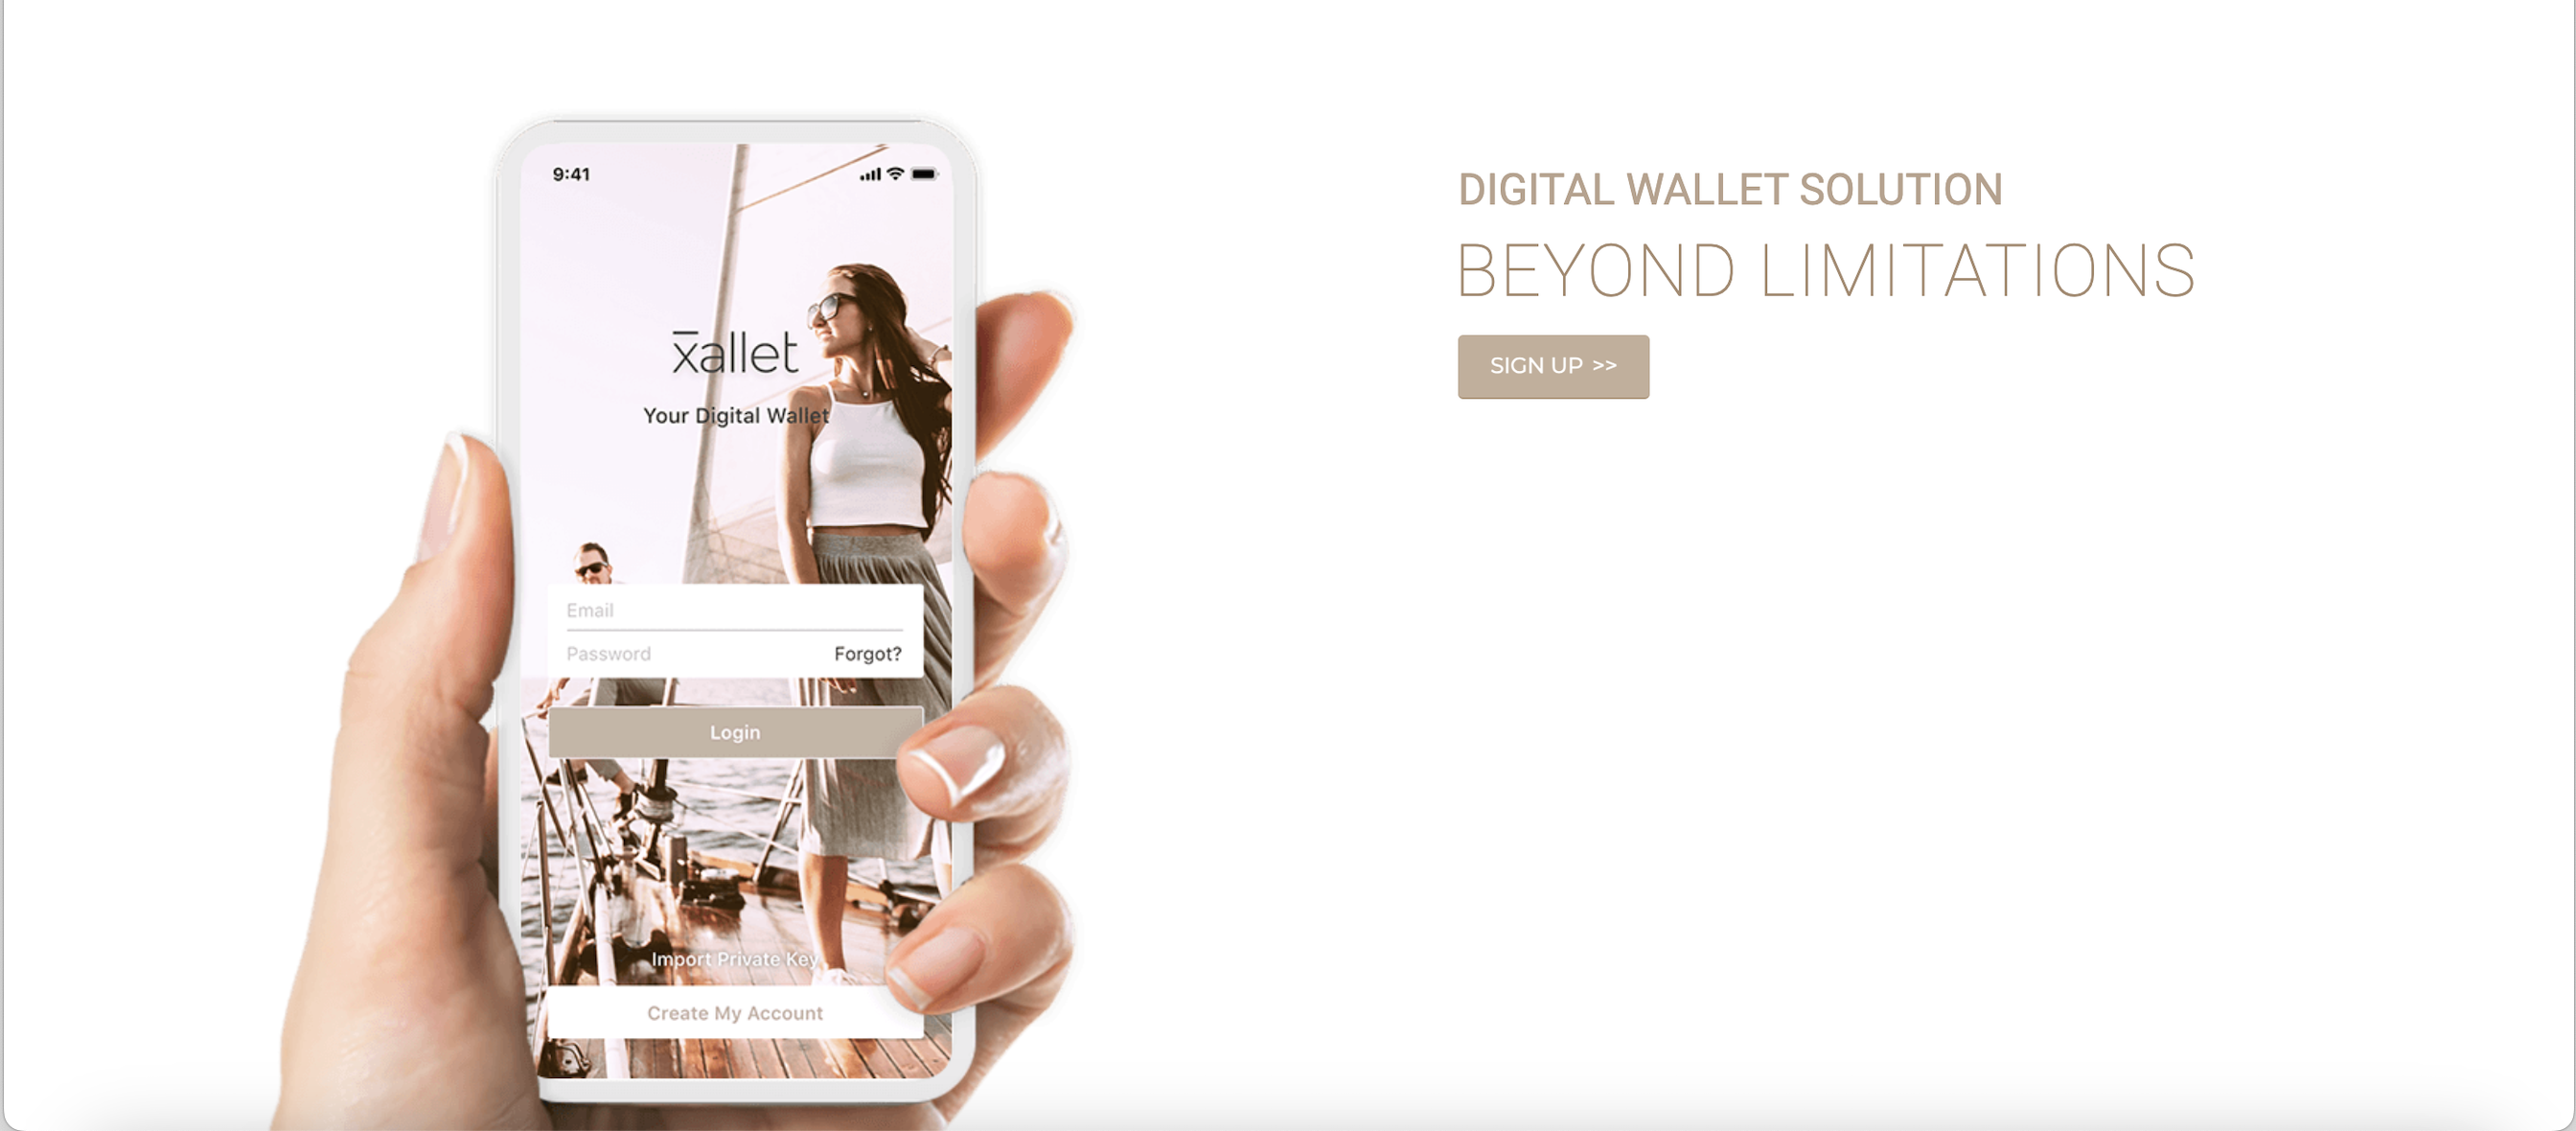 9:41
x̅allet
Your Digital Wallet
Email
Password Forgot?
Login
Import Private Key
Create My Account
DIGITAL WALLET SOLUTION
BEYOND LIMITATIONS
SIGN UP >>